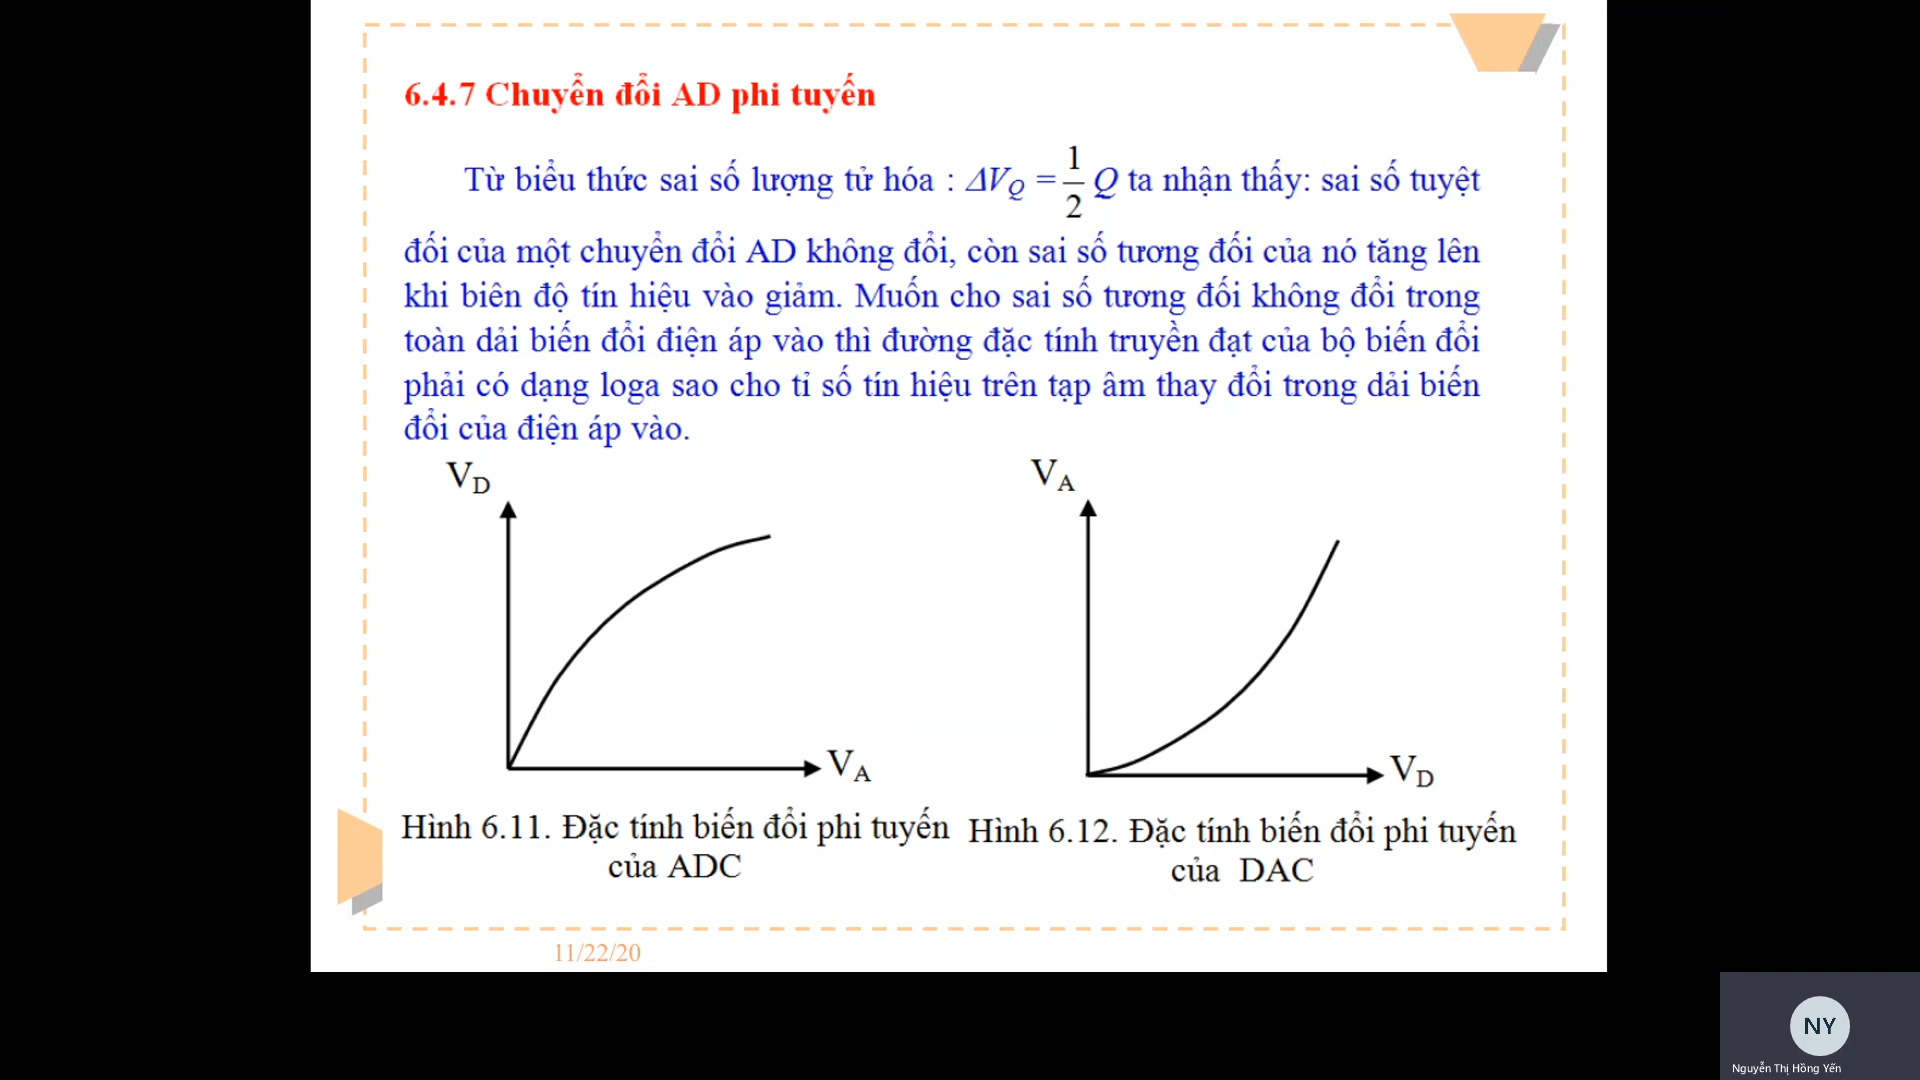 6.4.7 Chuyển đổi AD phi tuyến
Từ biểu thức sai số lượng tử hóa : ΔV_Q = 1/2 Q ta nhận thấy: sai số tuyệt
đối của một chuyển đổi AD không đổi, còn sai số tương đối của nó tăng lên
khi biên độ tín hiệu vào giảm. Muốn cho sai số tương đối không đổi trong
toàn dải biến đổi điện áp vào thì đường đặc tính truyền đạt của bộ biến đổi
phải có dạng loga sao cho tỉ số tín hiệu trên tạp âm thay đổi trong dải biến
đổi của điện áp vào.
V_D
V_A
V_A
V_D
Hình 6.11. Đặc tính biến đổi phi tuyến
của ADC
Hình 6.12. Đặc tính biến đổi phi tuyến
của DAC
11/22/20
NY
Nguyễn Thị Hồng Yến